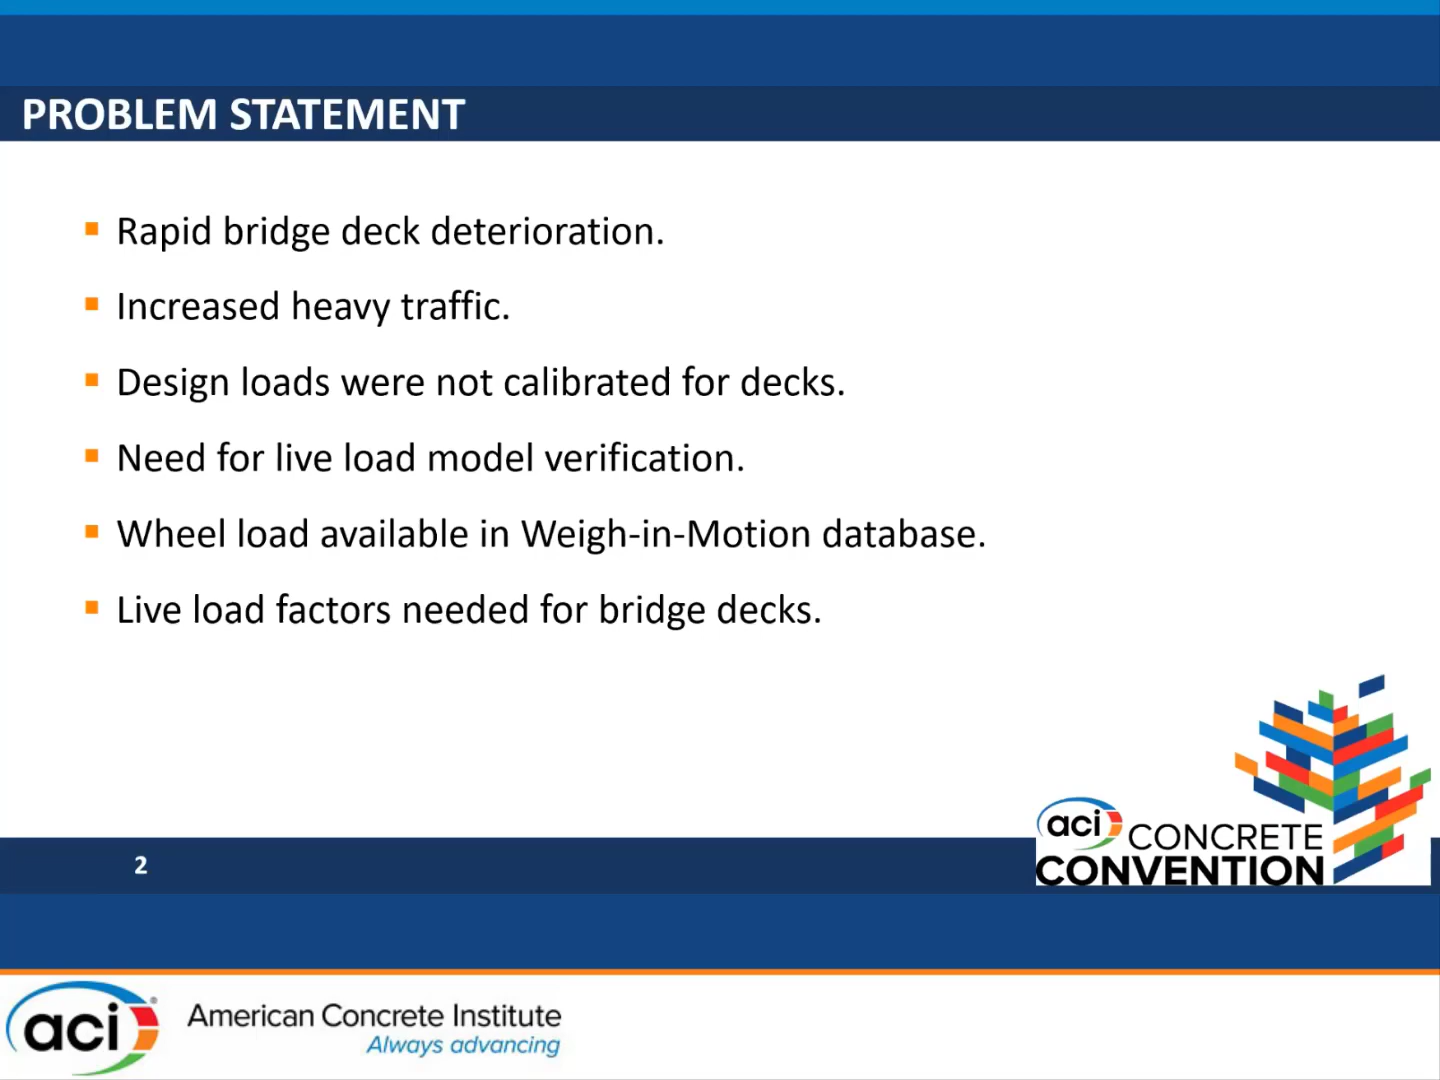 PROBLEM STATEMENT
Rapid bridge deck deterioration.
Increased heavy traffic.
Design loads were not calibrated for decks.
Need for live load model verification.
Wheel load available in Weigh-in-Motion database.
Live load factors needed for bridge decks.
2
aci CONCRETE
CONVENTION
aci® American Concrete Institute
Always advancing